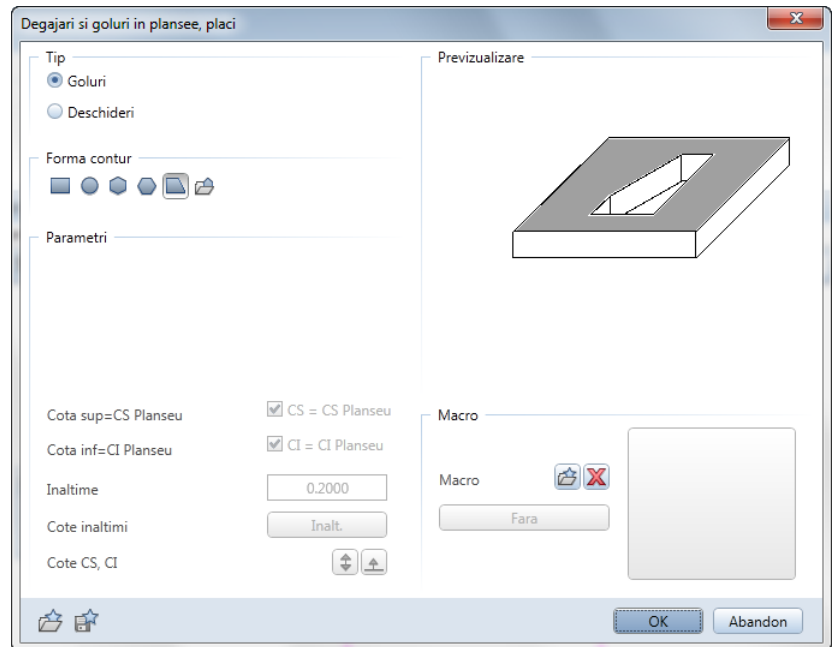 Degajari si goluri in plansee, placi
Tip
Goluri
Deschideri
Forma contur
Parametri
Cota sup=CS Planseu
CS = CS Planseu
Cota inf=CI Planseu
CI = CI Planseu
Inaltime
0.2000
Cote inaltimi
Inalt.
Cote CS, CI
Previzualizare
Macro
Macro
Fara
OK
Abandon